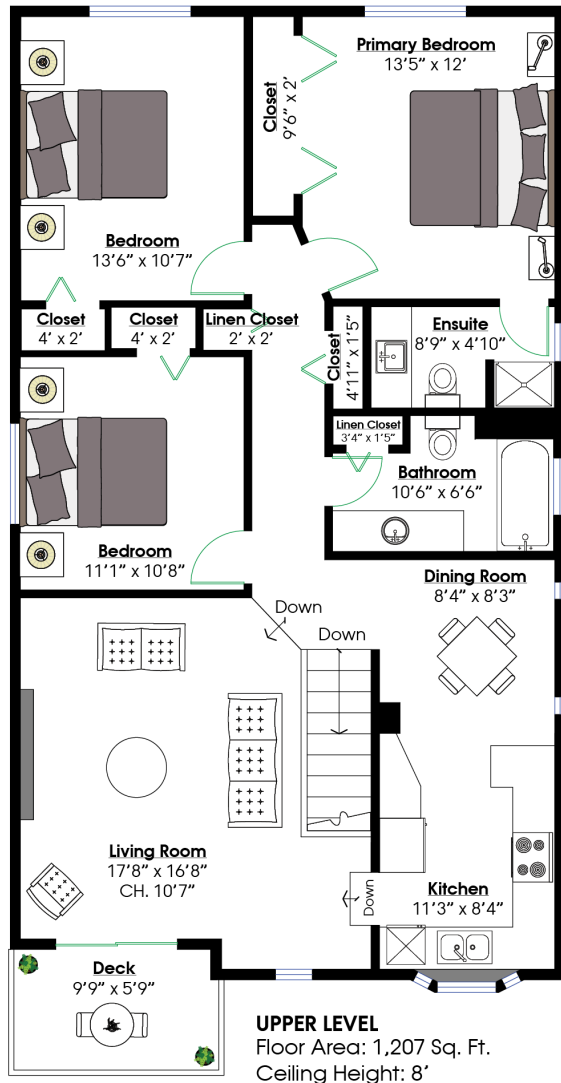 Primary Bedroom
13'5" x 12'
Closet
9'6" x 2'
Bedroom
13'6" x 10'7"
Closet
4' x 2'
Closet
4' x 2'
Linen Closet
2' x 2'
Closet
4'11" x 1'5"
Ensuite
8'9" x 4'10"
Linen Closet
3'4" x 1'5"
Bathroom
10'6" x 6'6"
Bedroom
11'1" x 10'8"
Dining Room
8'4" x 8'3"
Down
Down
Living Room
17'8" x 16'8"
CH. 10'7"
Down
Kitchen
11'3" x 8'4"
Deck
9'9" x 5'9"
UPPER LEVEL
Floor Area: 1,207 Sq. Ft.
Ceiling Height: 8'